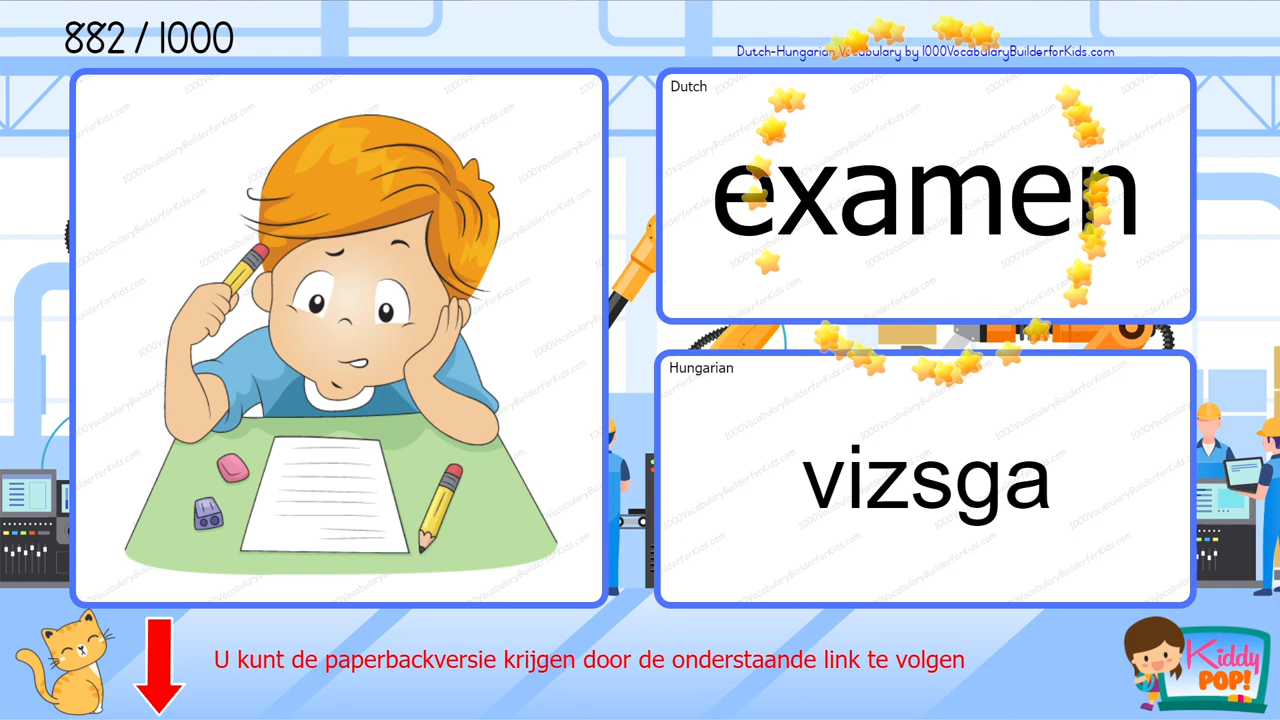 882 / 1000
Dutch-Hungarian Vocabulary by 1000VocabularyBuilderforKids.com
Dutch
examen
Hungarian
vizsga
U kunt de paperbackversie krijgen door de onderstaande link te volgen
Kiddy
POP!